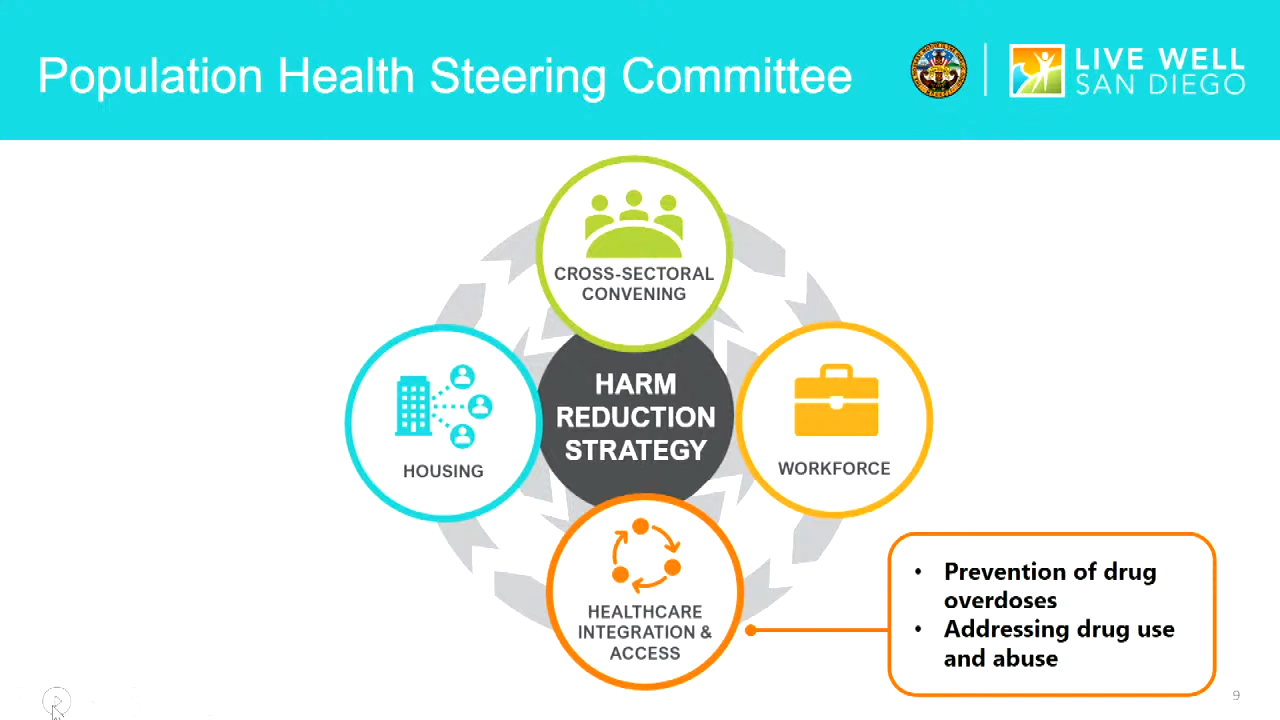 Population Health Steering Committee
LIVE WELL
SAN DIEGO
CROSS-SECTORAL
CONVENING
HARM
REDUCTION
STRATEGY
HOUSING
WORKFORCE
HEALTHCARE
INTEGRATION &
ACCESS
• Prevention of drug
overdoses
• Addressing drug use
and abuse
9